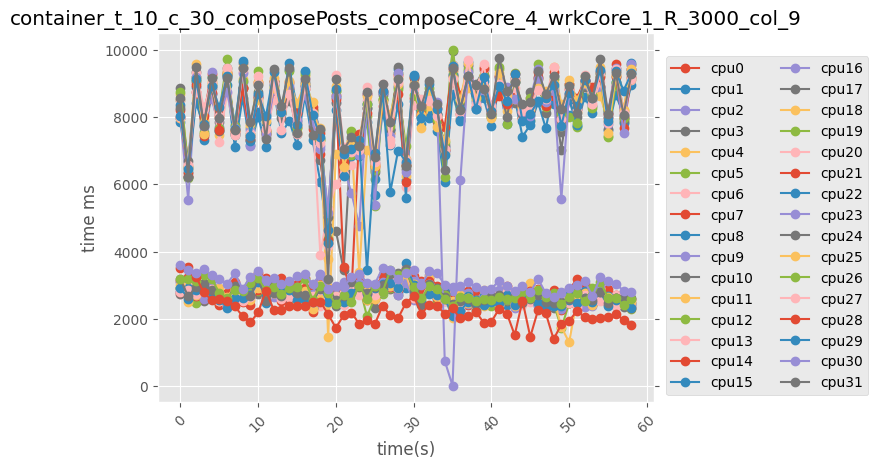 container_t_10_c_30_composePosts_composeCore_4_wrkCore_1_R_3000_col_9
time ms
10000
8000
6000
4000
2000
0
0
10
20
30
40
50
60
time(s)
cpu0
cpu1
cpu2
cpu3
cpu4
cpu5
cpu6
cpu7
cpu8
cpu9
cpu10
cpu11
cpu12
cpu13
cpu14
cpu15
cpu16
cpu17
cpu18
cpu19
cpu20
cpu21
cpu22
cpu23
cpu24
cpu25
cpu26
cpu27
cpu28
cpu29
cpu30
cpu31